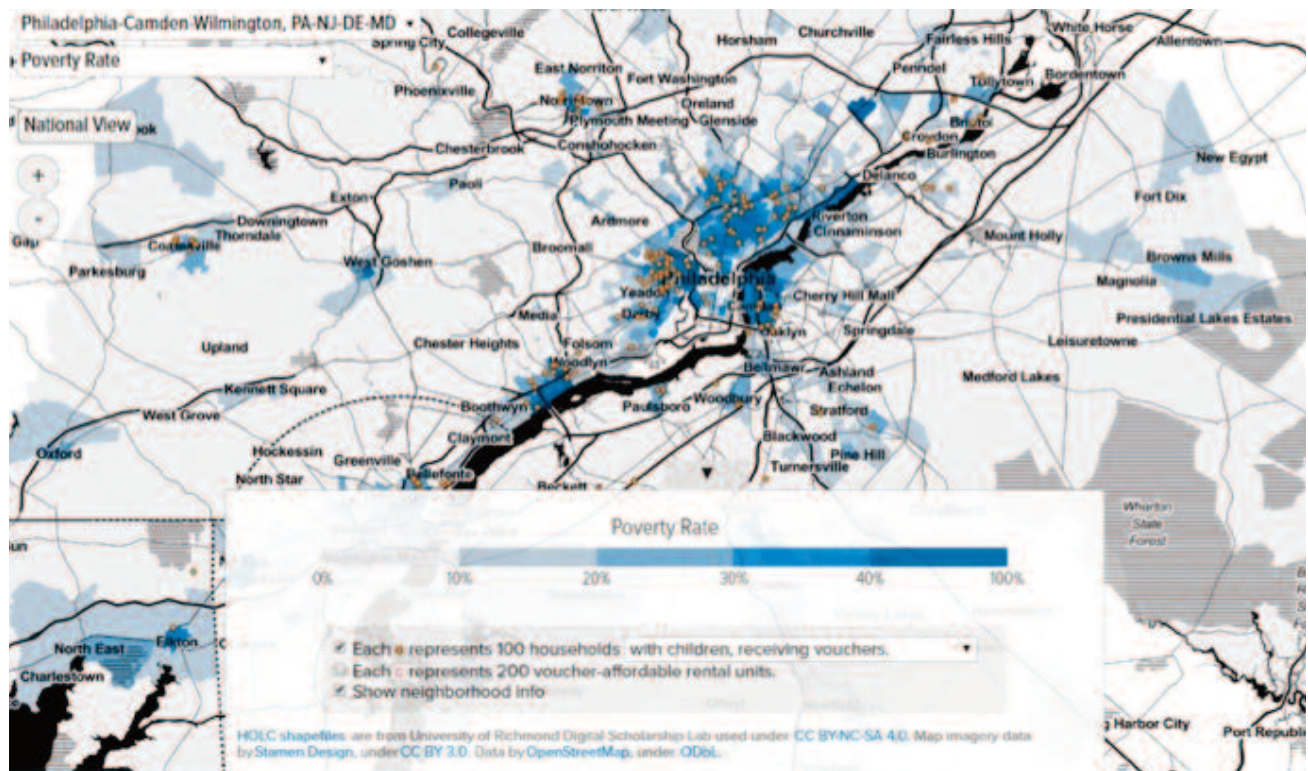 Philadelphia-Camden-Wilmington, PA-NJ-DE-MD
Poverty Rate
National View
+
-
Spring City
Collegeville
Horsham
Churchville
Fairless Hills
White Horse
Allentown
East Norriton
Fort Washington
Penndel
Tullytown
Bordentown
Phoenixville
Norristown
Oreland
Plymouth Meeting
Glenside
Bristol
Croydon
Chesterbrook
Conshohocken
Burlington
New Egypt
Paoli
Delanco
Exton
Fort Dix
Downingtown
Ardmore
Riverton
Thorndale
Cinnaminson
Mount Holly
Coatesville
Broomall
Parkesburg
West Goshen
Browns Mills
Philadelphia
Magnolia
Yeadon
Cherry Hill Mall
Camden
Media
Darby
Presidential Lakes Estates
Oaklyn
Springdale
Upland
Chester Heights
Folsom
Leisuretowne
Woodlyn
Bellmawr
Ashland
Medford Lakes
Kennett Square
Echelon
West Grove
Boothwyn
Paulsboro
Woodbury
Stratford
Claymont
Blackwood
Oxford
Hockessin
Greenville
Pine Hill
Turnersville
North Star
Bellefonte
Beckett
Wharton
State
Forest
Poverty Rate
0%
10%
20%
30%
40%
100%
North East
Elkton
Charlestown
Each represents 100 households with children, receiving vouchers.
Each represents 200 voucher-affordable rental units.
Show neighborhood info
HOLC shapefiles are from University of Richmond Digital Scholarship Lab used under CC BY-NC-SA 4.0. Map imagery data
by Stamen Design, under CC BY 3.0. Data by OpenStreetMap, under ODbL.
g Harbor City
Port Republi